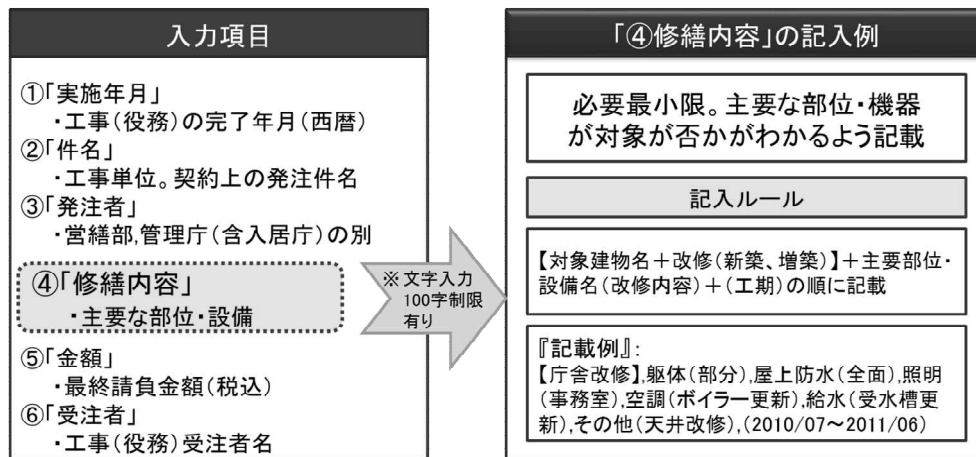 入力項目
①「実施年月」
・工事(役務)の完了年月(西暦)
②「件名」
・工事単位。契約上の発注件名
③「発注者」
・営繕部,管理庁(含入居庁)の別
④「修繕内容」
・主要な部位・設備
⑤「金額」
・最終請負金額(税込)
⑥「受注者」
・工事(役務)受注者名
※文字入力
100字制限
有り
「④修繕内容」の記入例
必要最小限。主要な部位・機器
が対象が否かがわかるよう記載
記入ルール
【対象建物名+改修(新築、増築)】+主要部位・
設備名(改修内容)+(工期)の順に記載
『記載例』:
【庁舎改修】,躯体(部分),屋上防水(全面),照明
(事務室),空調(ボイラー更新),給水(受水槽更
新),その他(天井改修),(2010/07~2011/06)